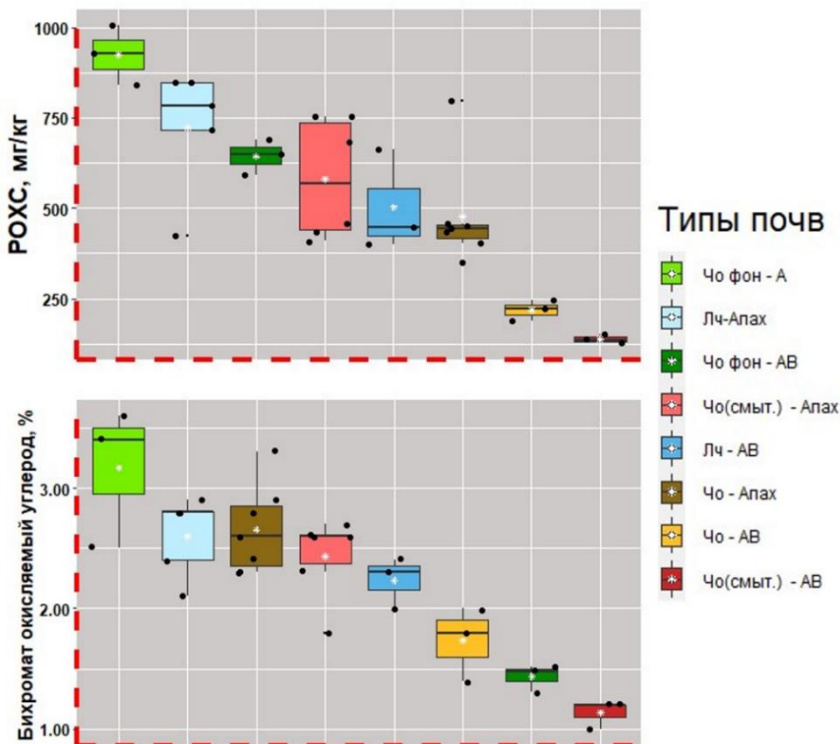 1000
750
500
250
РОХС, мг/кг
3.00
2.00
1.00
Бихромат окисляемый углерод, %
Типы почв
Чо фон - А
Лч-Апах
Чо фон - АВ
Чо(смыт.) - Апах
Лч - АВ
Чо - Апах
Чо - АВ
Чо(смыт.) - АВ